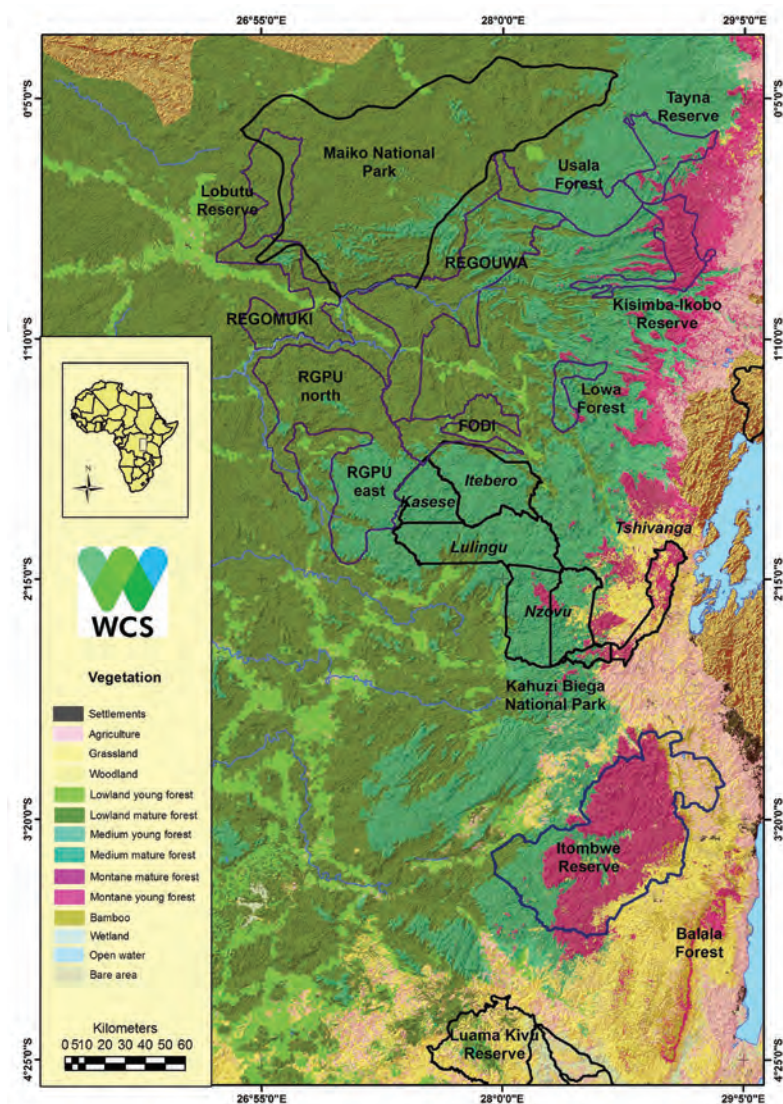 26°55'0"E
28°0'0"E
29°5'0"E
0°5'0"S
0°5'0"S
Tayna
Reserve
Maiko National
Park
Usala
Forest
Lobutu
Reserve
REGOUWA
REGOMUKI
Kisimba-Ikobo
Reserve
1°10'0"S
1°10'0"S
RGPU
north
Lowa
Forest
FODI
RGPU
east
Itebero
Kasese
Tshivanga
Lulingu
2°15'0"S
2°15'0"S
Nzovu
Kahuzi Biega
National Park
N
WCS
Vegetation
Settlements
Agriculture
Grassland
Woodland
Lowland young forest
Lowland mature forest
Medium young forest
Medium mature forest
Montane mature forest
Montane young forest
Bamboo
Wetland
Open water
Bare area
Kilometers
0 5 10 20 30 40 50 60
3°20'0"S
3°20'0"S
Itombwe
Reserve
Balala
Forest
Luama Kivu
Reserve
4°25'0"S
4°25'0"S
26°55'0"E
28°0'0"E
29°5'0"E